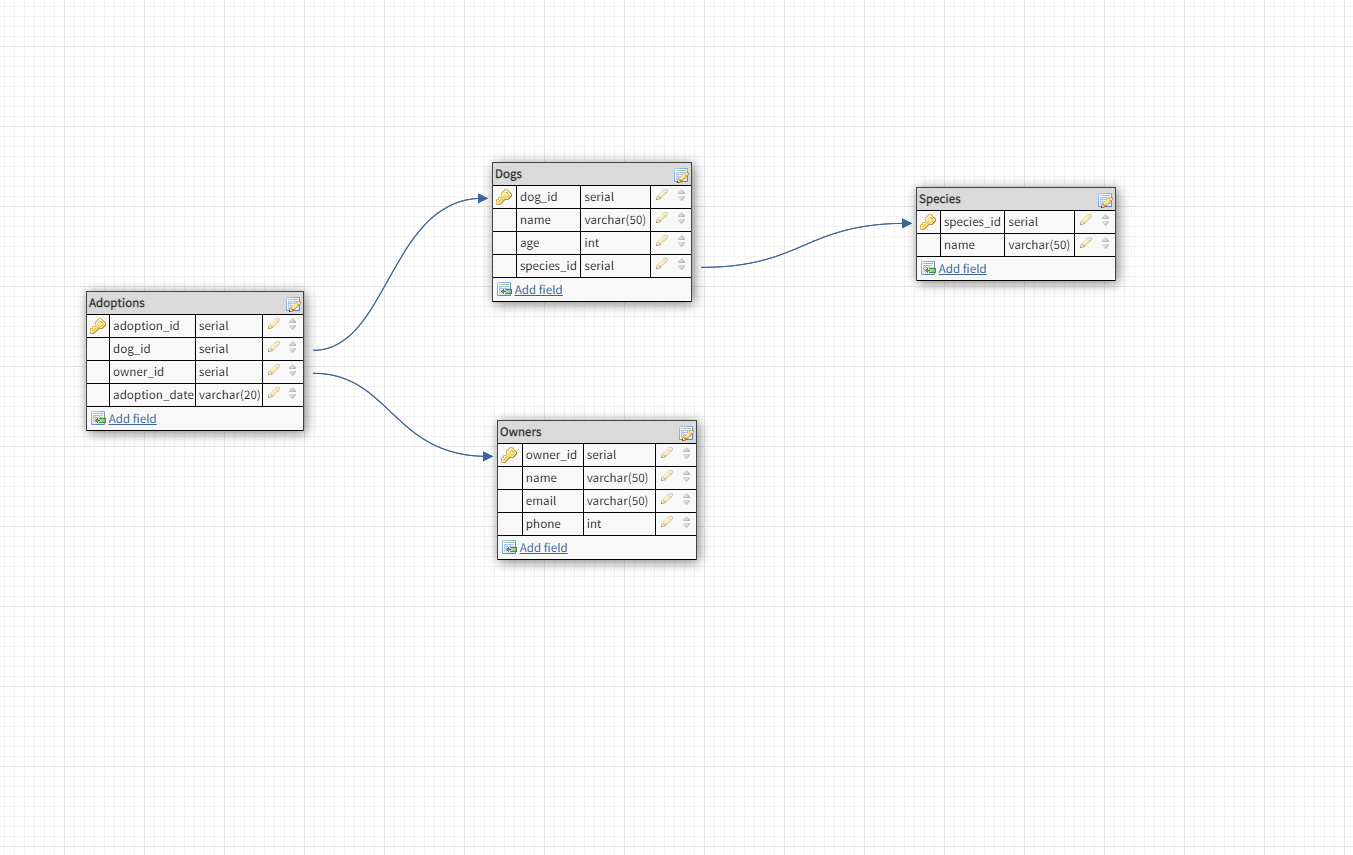 Dogs
dog_id serial
name varchar(50)
age int
species_id serial
Add field
Species
species_id serial
name varchar(50)
Add field
Adoptions
adoption_id serial
dog_id serial
owner_id serial
adoption_date varchar(20)
Add field
Owners
owner_id serial
name varchar(50)
email varchar(50)
phone int
Add field